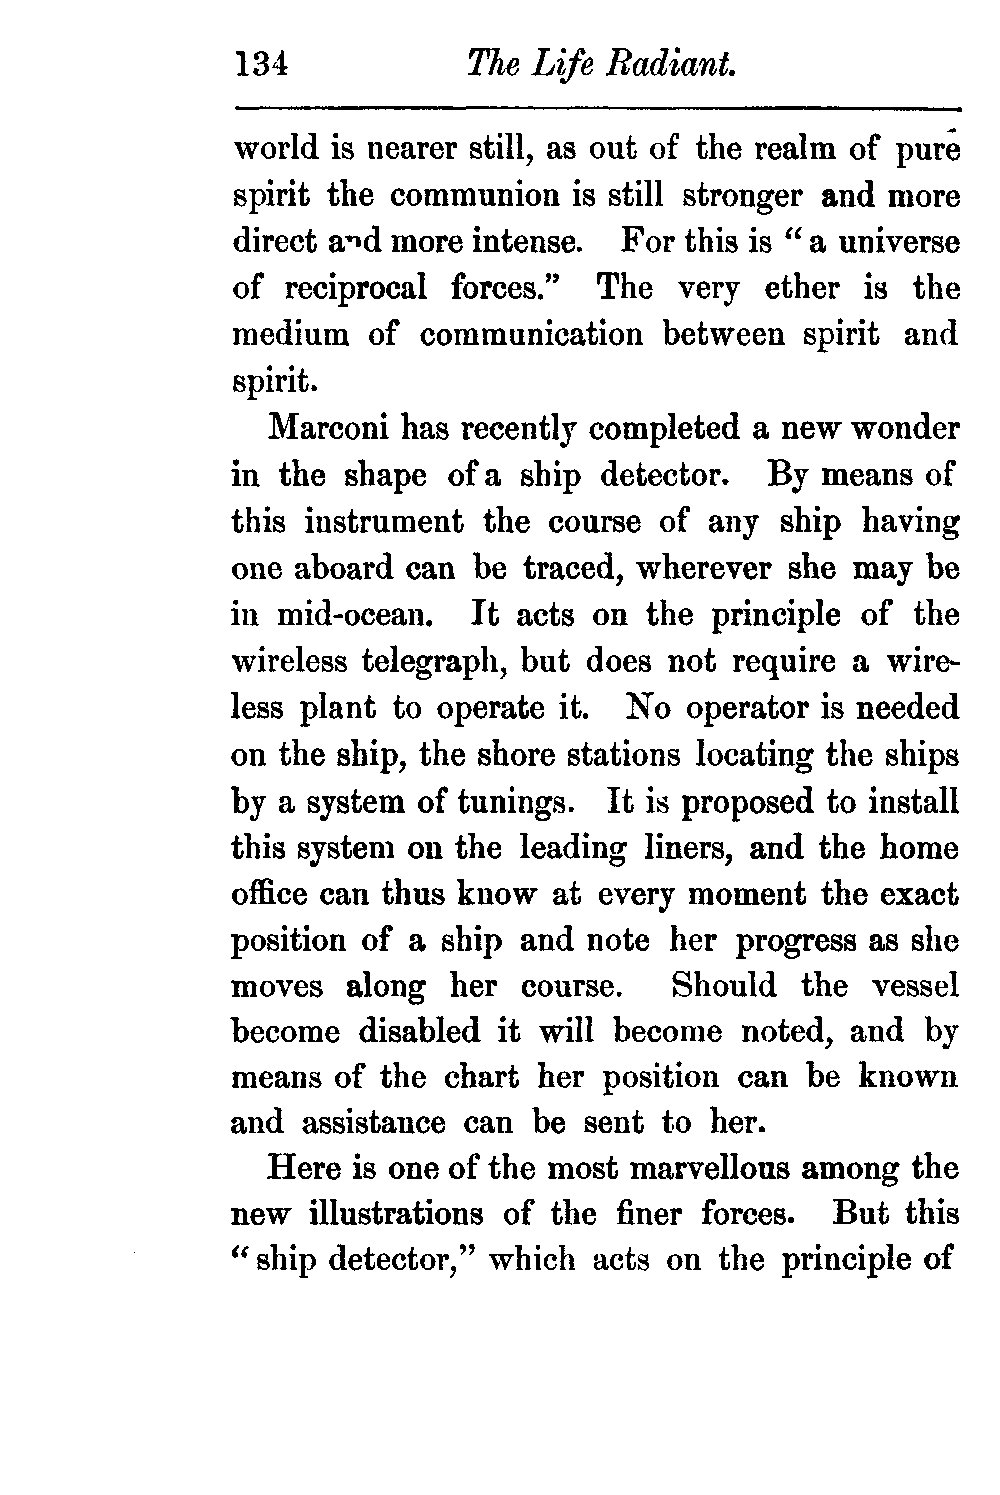 134 The Life Radiant.
world is nearer still, as out of the realm of pure
spirit the communion is still stronger and more
direct and more intense. For this is “a universe
of reciprocal forces.” The very ether is the
medium of communication between spirit and
spirit.
Marconi has recently completed a new wonder
in the shape of a ship detector. By means of
this instrument the course of any ship having
one aboard can be traced, wherever she may be
in mid-ocean. It acts on the principle of the
wireless telegraph, but does not require a wire-
less plant to operate it. No operator is needed
on the ship, the shore stations locating the ships
by a system of tunings. It is proposed to install
this system on the leading liners, and the home
office can thus know at every moment the exact
position of a ship and note her progress as she
moves along her course. Should the vessel
become disabled it will become noted, and by
means of the chart her position can be known
and assistance can be sent to her.
Here is one of the most marvellous among the
new illustrations of the finer forces. But this
“ship detector,” which acts on the principle of